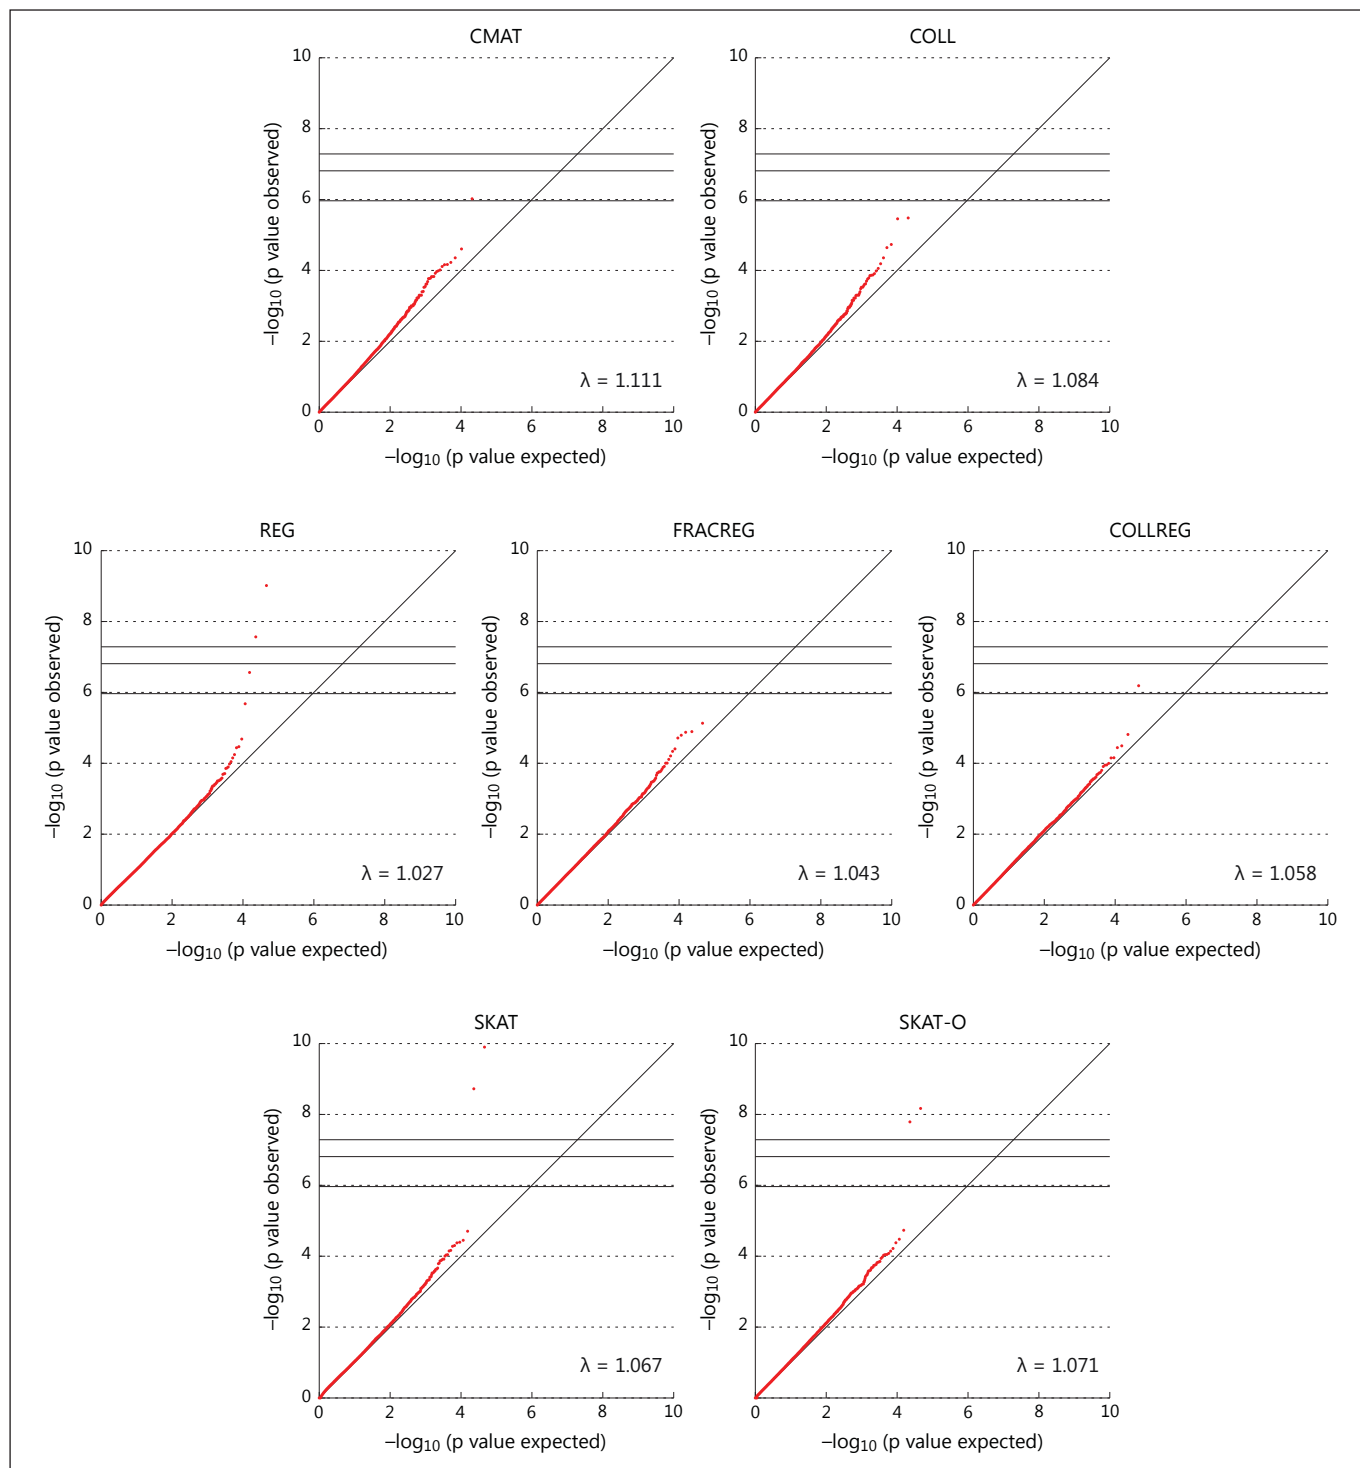 CMAT
COLL
10
8
6
4
2
0
–log10 (p value observed)
λ = 1.111
0 2 4 6 8 10
–log10 (p value expected)
10
8
6
4
2
0
–log10 (p value observed)
λ = 1.084
0 2 4 6 8 10
–log10 (p value expected)
REG
FRACREG
COLLREG
10
8
6
4
2
0
–log10 (p value observed)
λ = 1.027
0 2 4 6 8 10
–log10 (p value expected)
10
8
6
4
2
0
–log10 (p value observed)
λ = 1.043
0 2 4 6 8 10
–log10 (p value expected)
10
8
6
4
2
0
–log10 (p value observed)
λ = 1.058
0 2 4 6 8 10
–log10 (p value expected)
SKAT
SKAT-O
10
8
6
4
2
0
–log10 (p value observed)
λ = 1.067
0 2 4 6 8 10
–log10 (p value expected)
10
8
6
4
2
0
–log10 (p value observed)
λ = 1.071
0 2 4 6 8 10
–log10 (p value expected)